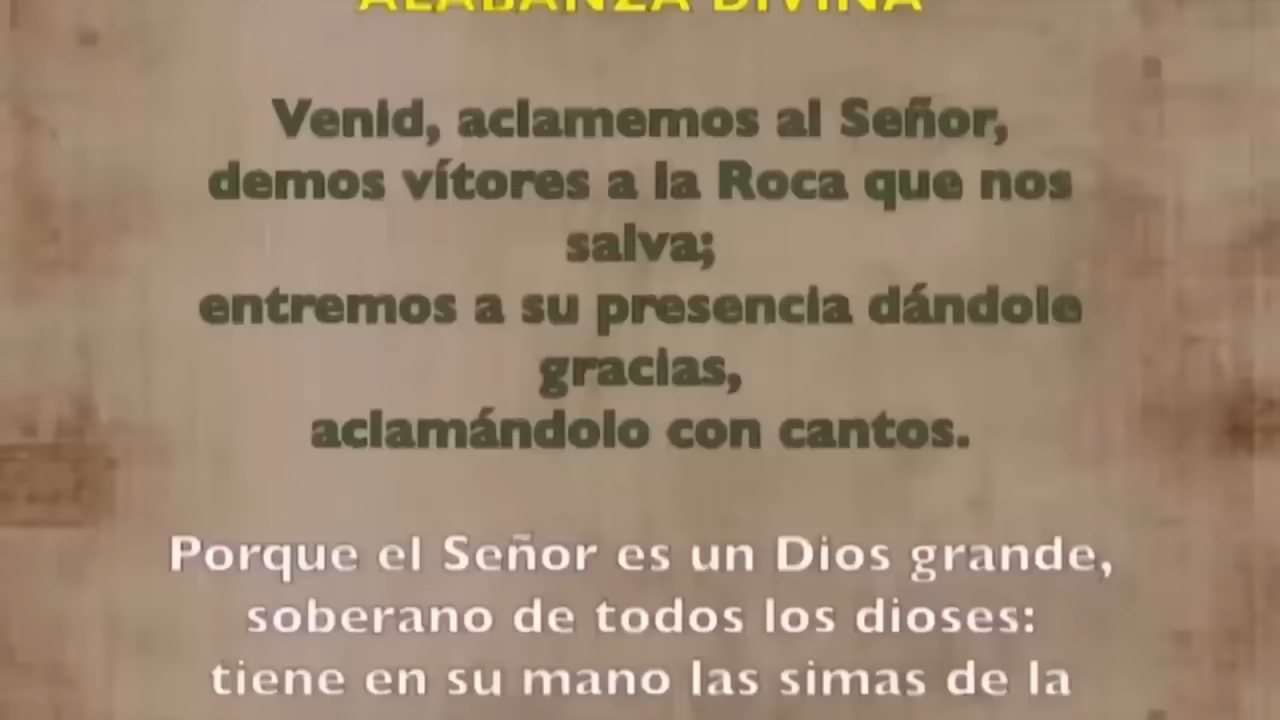 ALABANZA DIVINA
Venid, aclamemos al Señor,
demos vítores a la Roca que nos
salva;
entremos a su presencia dándole
gracias,
aclamándolo con cantos.
Porque el Señor es un Dios grande,
soberano de todos los dioses:
tiene en su mano las simas de la